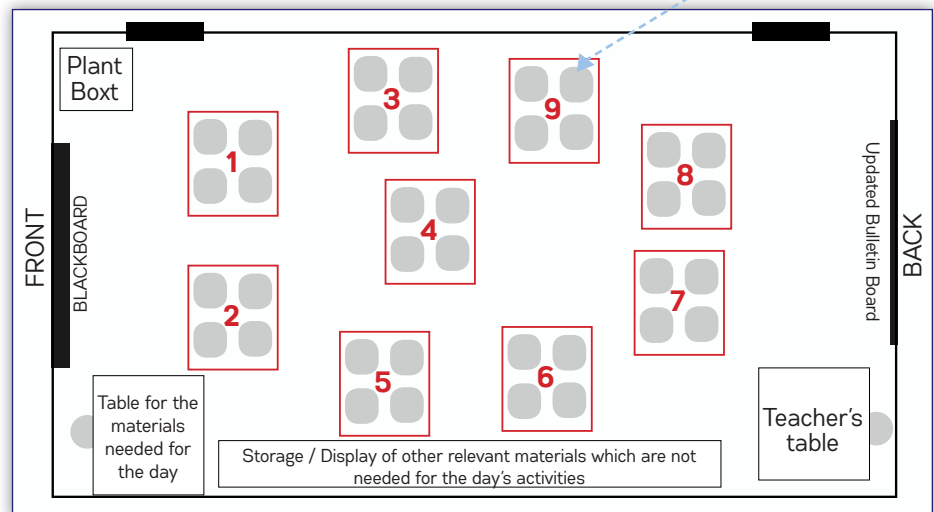 Plant
Boxt
3
9
1
8
4
FRONT
BLACKBOARD
Updated Bulletin Board
BACK
2
7
5
6
Table for the
materials
needed for
the day
Storage / Display of other relevant materials which are not
needed for the day's activities
Teacher's
table